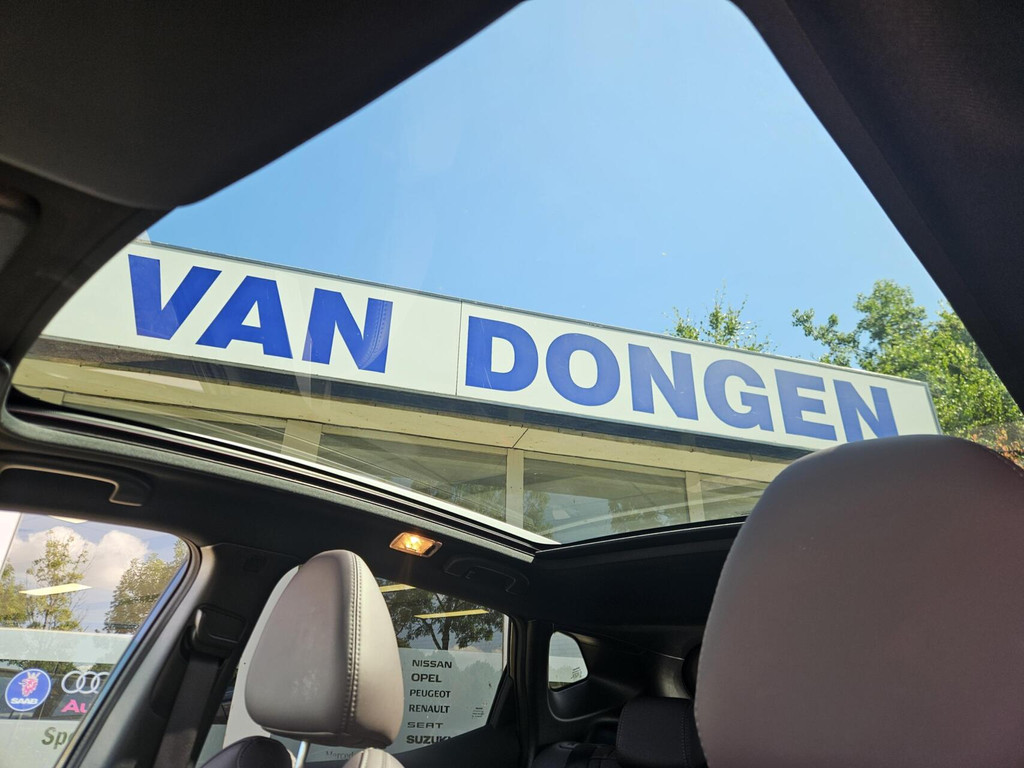 VAN DONGEN
NISSAN
OPEL
PEUGEOT
RENAULT
SEAT
SUZUKI
SAAB